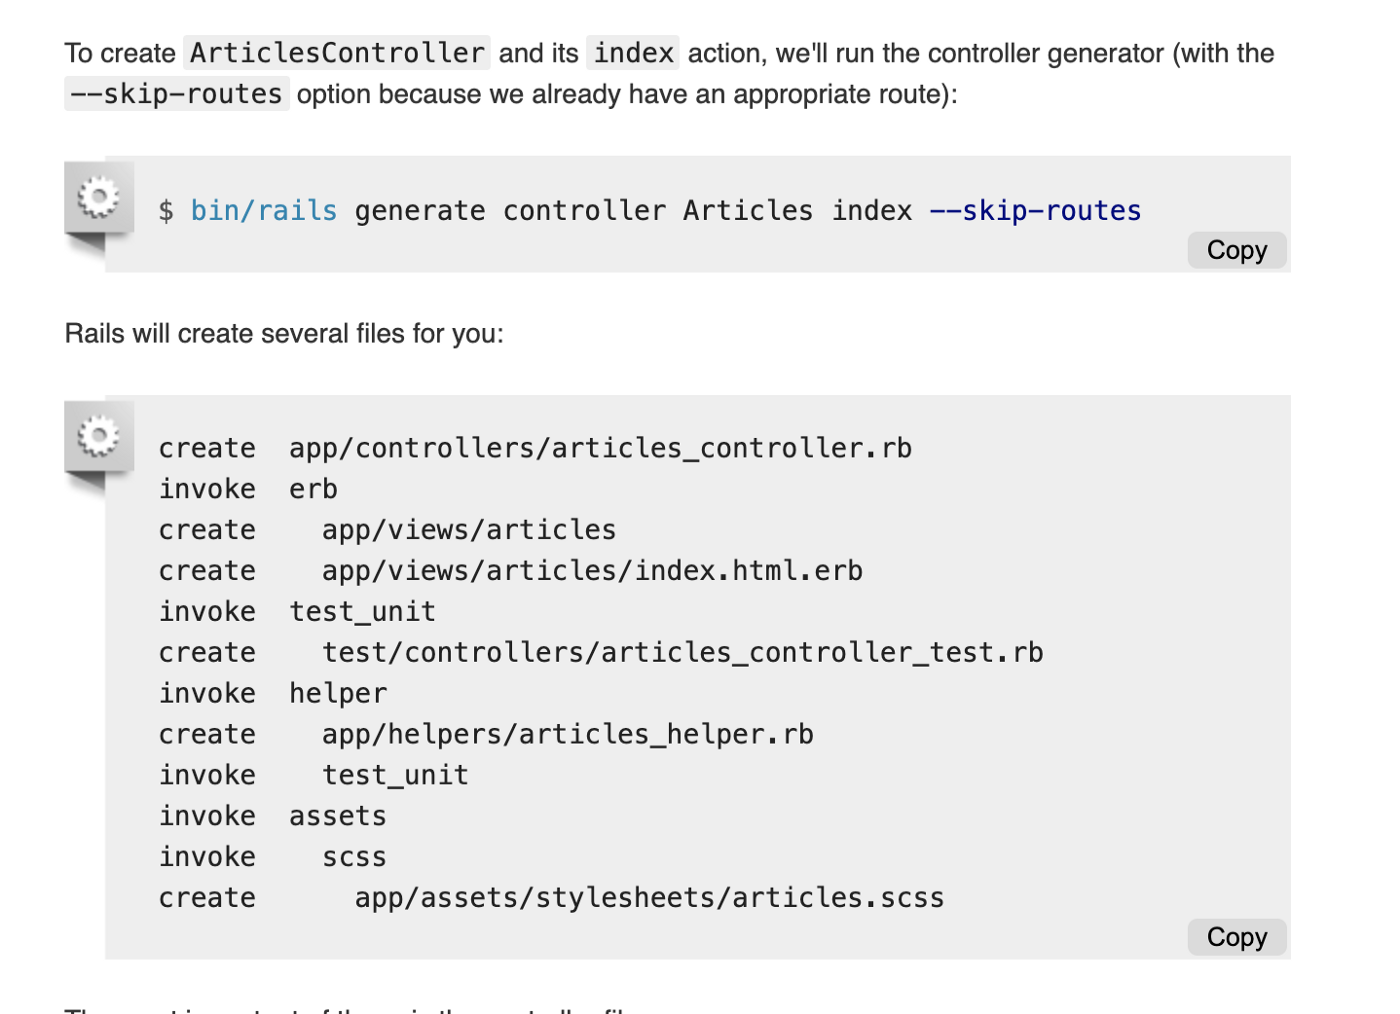 To create ArticlesController and its index action, we'll run the controller generator (with the
--skip-routes option because we already have an appropriate route):
$ bin/rails generate controller Articles index --skip-routes
Copy
Rails will create several files for you:
create  app/controllers/articles_controller.rb
invoke  erb
create    app/views/articles
create    app/views/articles/index.html.erb
invoke  test_unit
create    test/controllers/articles_controller_test.rb
invoke  helper
create    app/helpers/articles_helper.rb
invoke    test_unit
invoke  assets
invoke    scss
create      app/assets/stylesheets/articles.scss
Copy